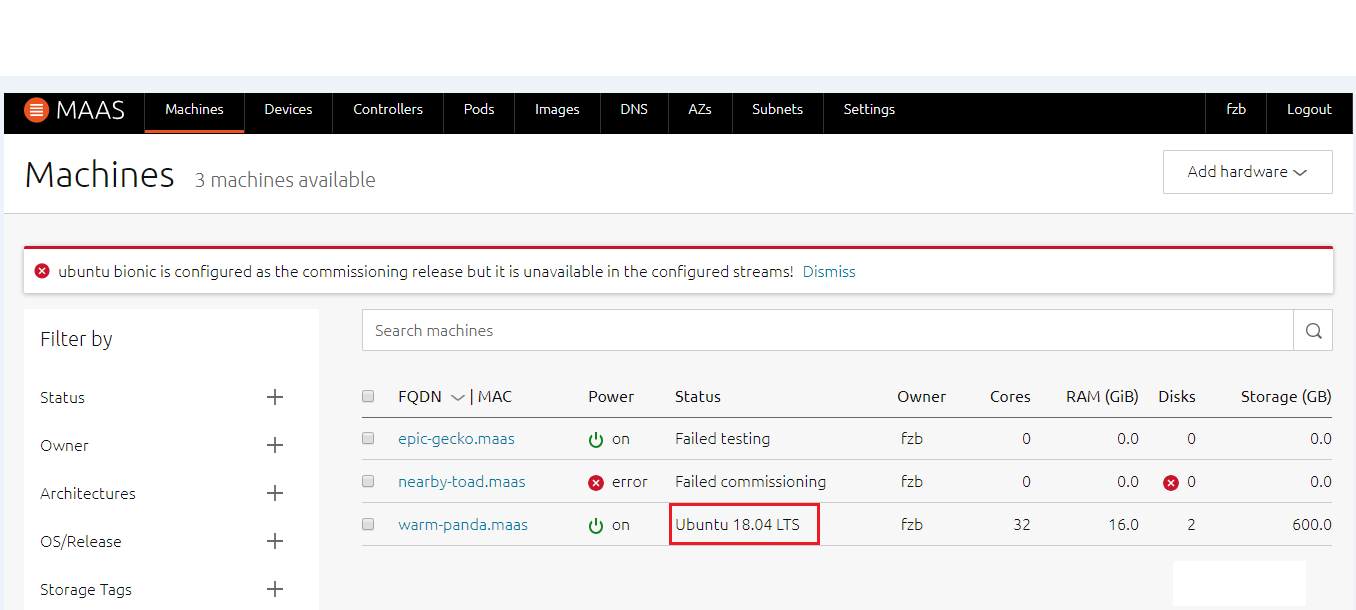 MAAS Machines Devices Controllers Pods Images DNS AZs Subnets Settings fzb Logout
Machines 3 machines available Add hardware
ubuntu bionic is configured as the commissioning release but it is unavailable in the configured streams! Dismiss
Filter by
Status
Owner
Architectures
OS/Release
Storage Tags
Search machines
FQDN | MAC Power Status Owner Cores RAM (GiB) Disks Storage (GB)
epic-gecko.maas on Failed testing fzb 0 0.0 0 0.0
nearby-toad.maas error Failed commissioning fzb 0 0.0 0 0.0
warm-panda.maas on Ubuntu 18.04 LTS fzb 32 16.0 2 600.0